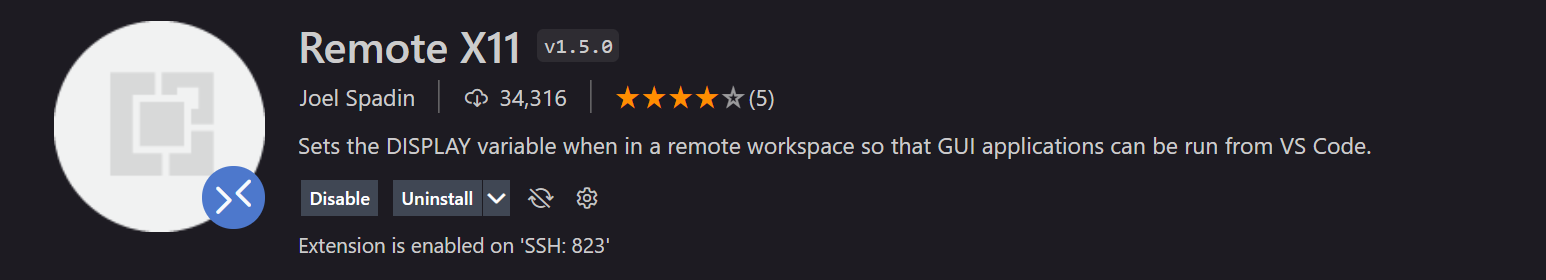 Remote X11 v1.5.0
Joel Spadin 34,316 (5)
Sets the DISPLAY variable when in a remote workspace so that GUI applications can be run from VS Code.
Disable Uninstall
Extension is enabled on 'SSH: 823'